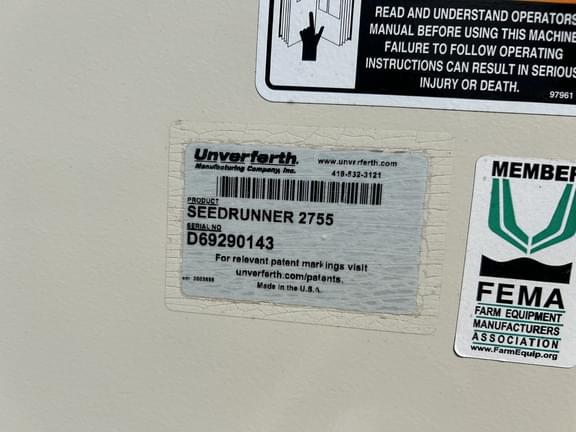 READ AND UNDERSTAND OPERATORS
MANUAL BEFORE USING THIS MACHINE
FAILURE TO FOLLOW OPERATING
INSTRUCTIONS CAN RESULT IN SERIOUS
INJURY OR DEATH.
97961
Unverferth.
Manufacturing Company, Inc.
www.unverferth.com
419-532-3121
PRODUCT
SEEDRUNNER 2755
SERIAL NO
D69290143
For relevant patent markings visit
unverferth.com/patents.
Made in the U.S.A.
MEMBER
FEMA
FARM EQUIPMENT
MANUFACTURERS
ASSOCIATION
www.FarmEquip.org